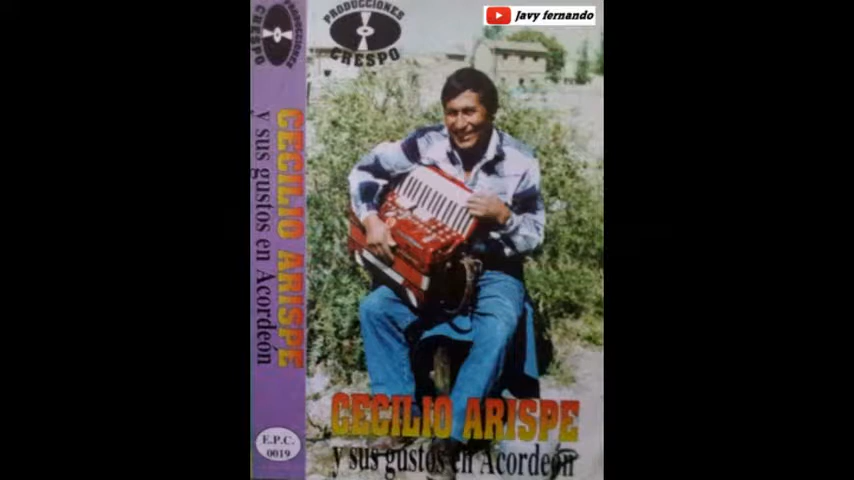 PRODUCCIONES
CRESPO
CECILIO ARISPE
y sus gustos en Acordeón
E.P.C.
0019
PRODUCCIONES
CRESPO
CECILIO ARISPE
y sus gustos en Acordeón
Javy fernando